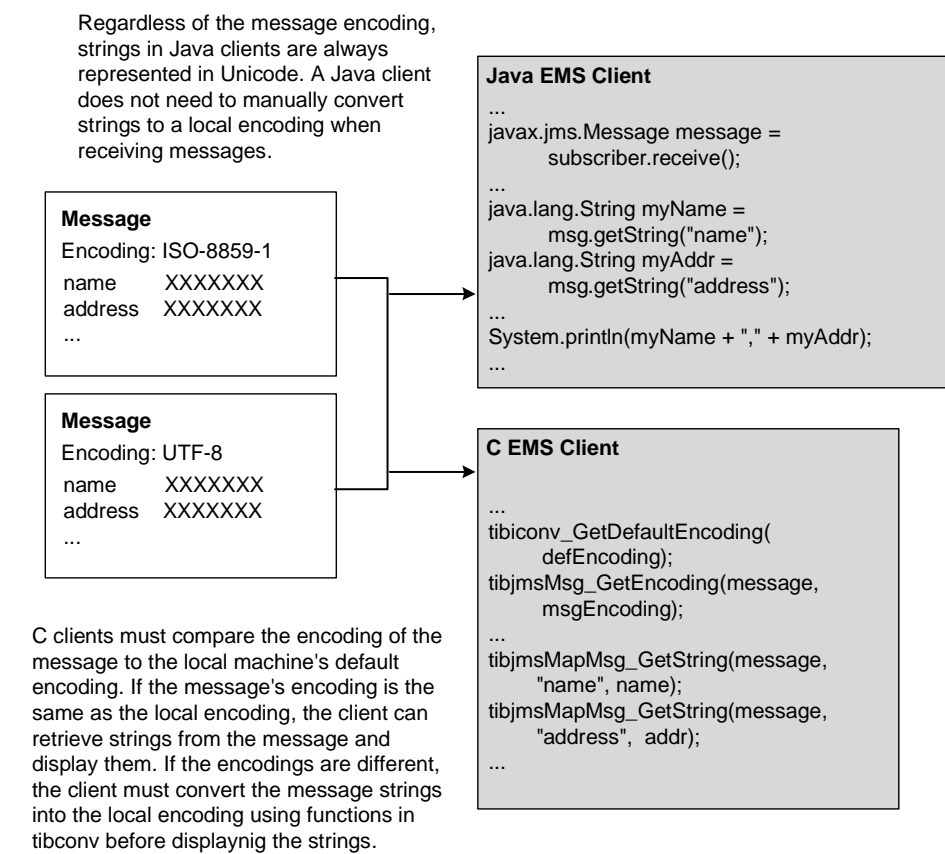 Regardless of the message encoding,
strings in Java clients are always
represented in Unicode. A Java client
does not need to manually convert
strings to a local encoding when
receiving messages.
Java EMS Client
...
javax.jms.Message message =
subscriber.receive();
...
java.lang.String myName =
msg.getString("name");
java.lang.String myAddr =
msg.getString("address");
...
System.println(myName + "," + myAddr);
...
Message
Encoding: ISO-8859-1
name XXXXXXX
address XXXXXXX
...
Message
Encoding: UTF-8
name XXXXXXX
address XXXXXXX
...
C EMS Client
...
tibiconv_GetDefaultEncoding(
defEncoding);
tibjmsMsg_GetEncoding(message,
msgEncoding);
...
tibjmsMapMsg_GetString(message,
"name", name);
tibjmsMapMsg_GetString(message,
"address", addr);
...
C clients must compare the encoding of the
message to the local machine's default
encoding. If the message's encoding is the
same as the local encoding, the client can
retrieve strings from the message and
display them. If the encodings are different,
the client must convert the message strings
into the local encoding using functions in
tibconv before displaynig the strings.